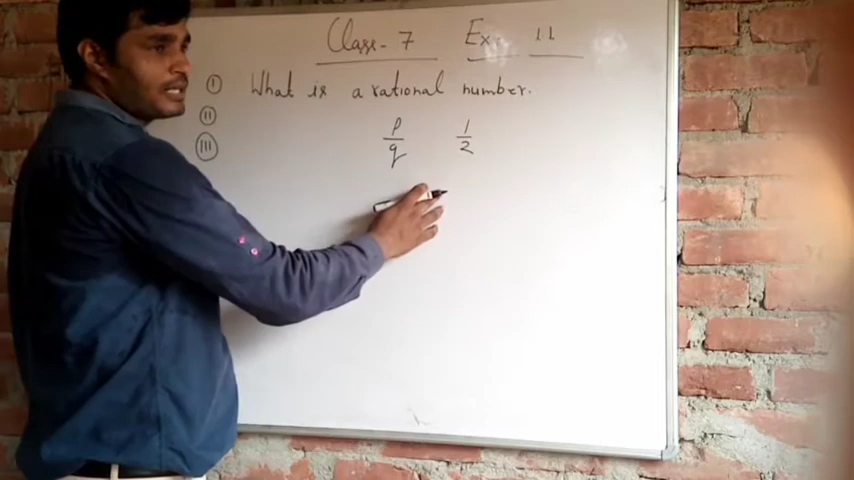 Class - 7 Ex - 11
(I) What is a Rational number.
(II) p/q 1/2
(III)